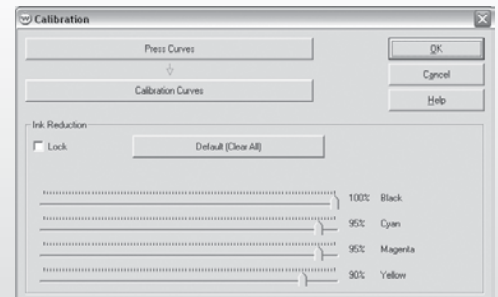 Calibration
Press Curves
OK
Calibration Curves
Cancel
Help
Ink Reduction
Lock
Default (Clear All)
100% Black
95% Cyan
95% Magenta
90% Yellow